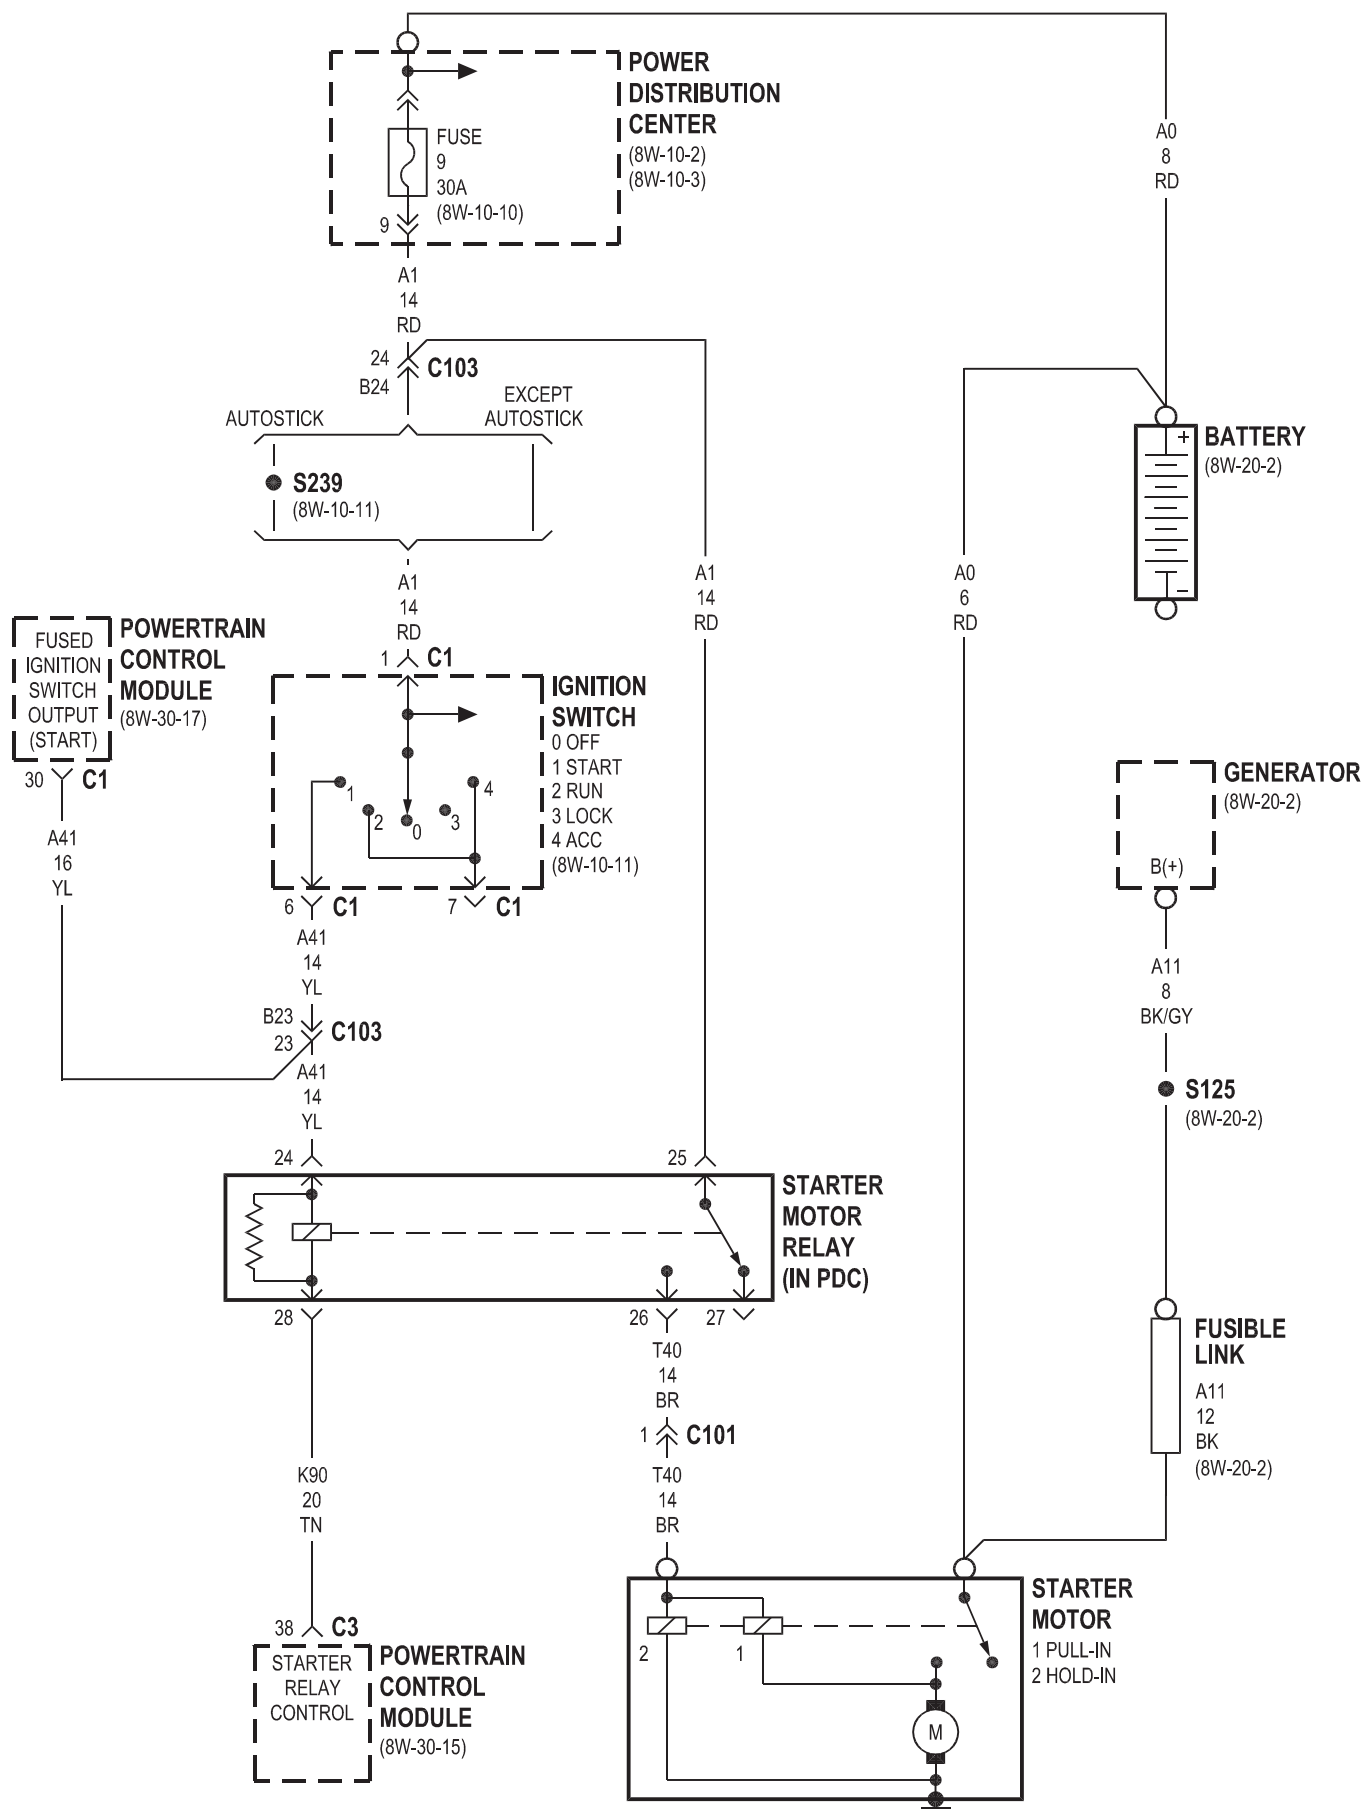 POWER
DISTRIBUTION
CENTER
(8W-10-2)
(8W-10-3)
FUSE
9
30A
(8W-10-10)
9
A0
8
RD
A1
14
RD
24
C103
B24
AUTOSTICK
EXCEPT
AUTOSTICK
S239
(8W-10-11)
+
-
BATTERY
(8W-20-2)
A1
14
RD
A1
14
RD
A0
6
RD
FUSED
IGNITION
SWITCH
OUTPUT
(START)
POWERTRAIN
CONTROL
MODULE
(8W-30-17)
30
C1
1
C1
IGNITION
SWITCH
0 OFF
1 START
2 RUN
3 LOCK
4 ACC
(8W-10-11)
1
2
0
3
4
GENERATOR
(8W-20-2)
B(+)
A41
16
YL
6
C1
7
C1
A41
14
YL
A11
8
BK/GY
B23
C103
23
A41
14
YL
S125
(8W-20-2)
24
25
STARTER
MOTOR
RELAY
(IN PDC)
28
26
27
FUSIBLE
LINK
A11
12
BK
(8W-20-2)
T40
14
BR
1
C101
K90
20
TN
T40
14
BR
38
C3
STARTER
RELAY
CONTROL
POWERTRAIN
CONTROL
MODULE
(8W-30-15)
2
1
M
STARTER
MOTOR
1 PULL-IN
2 HOLD-IN